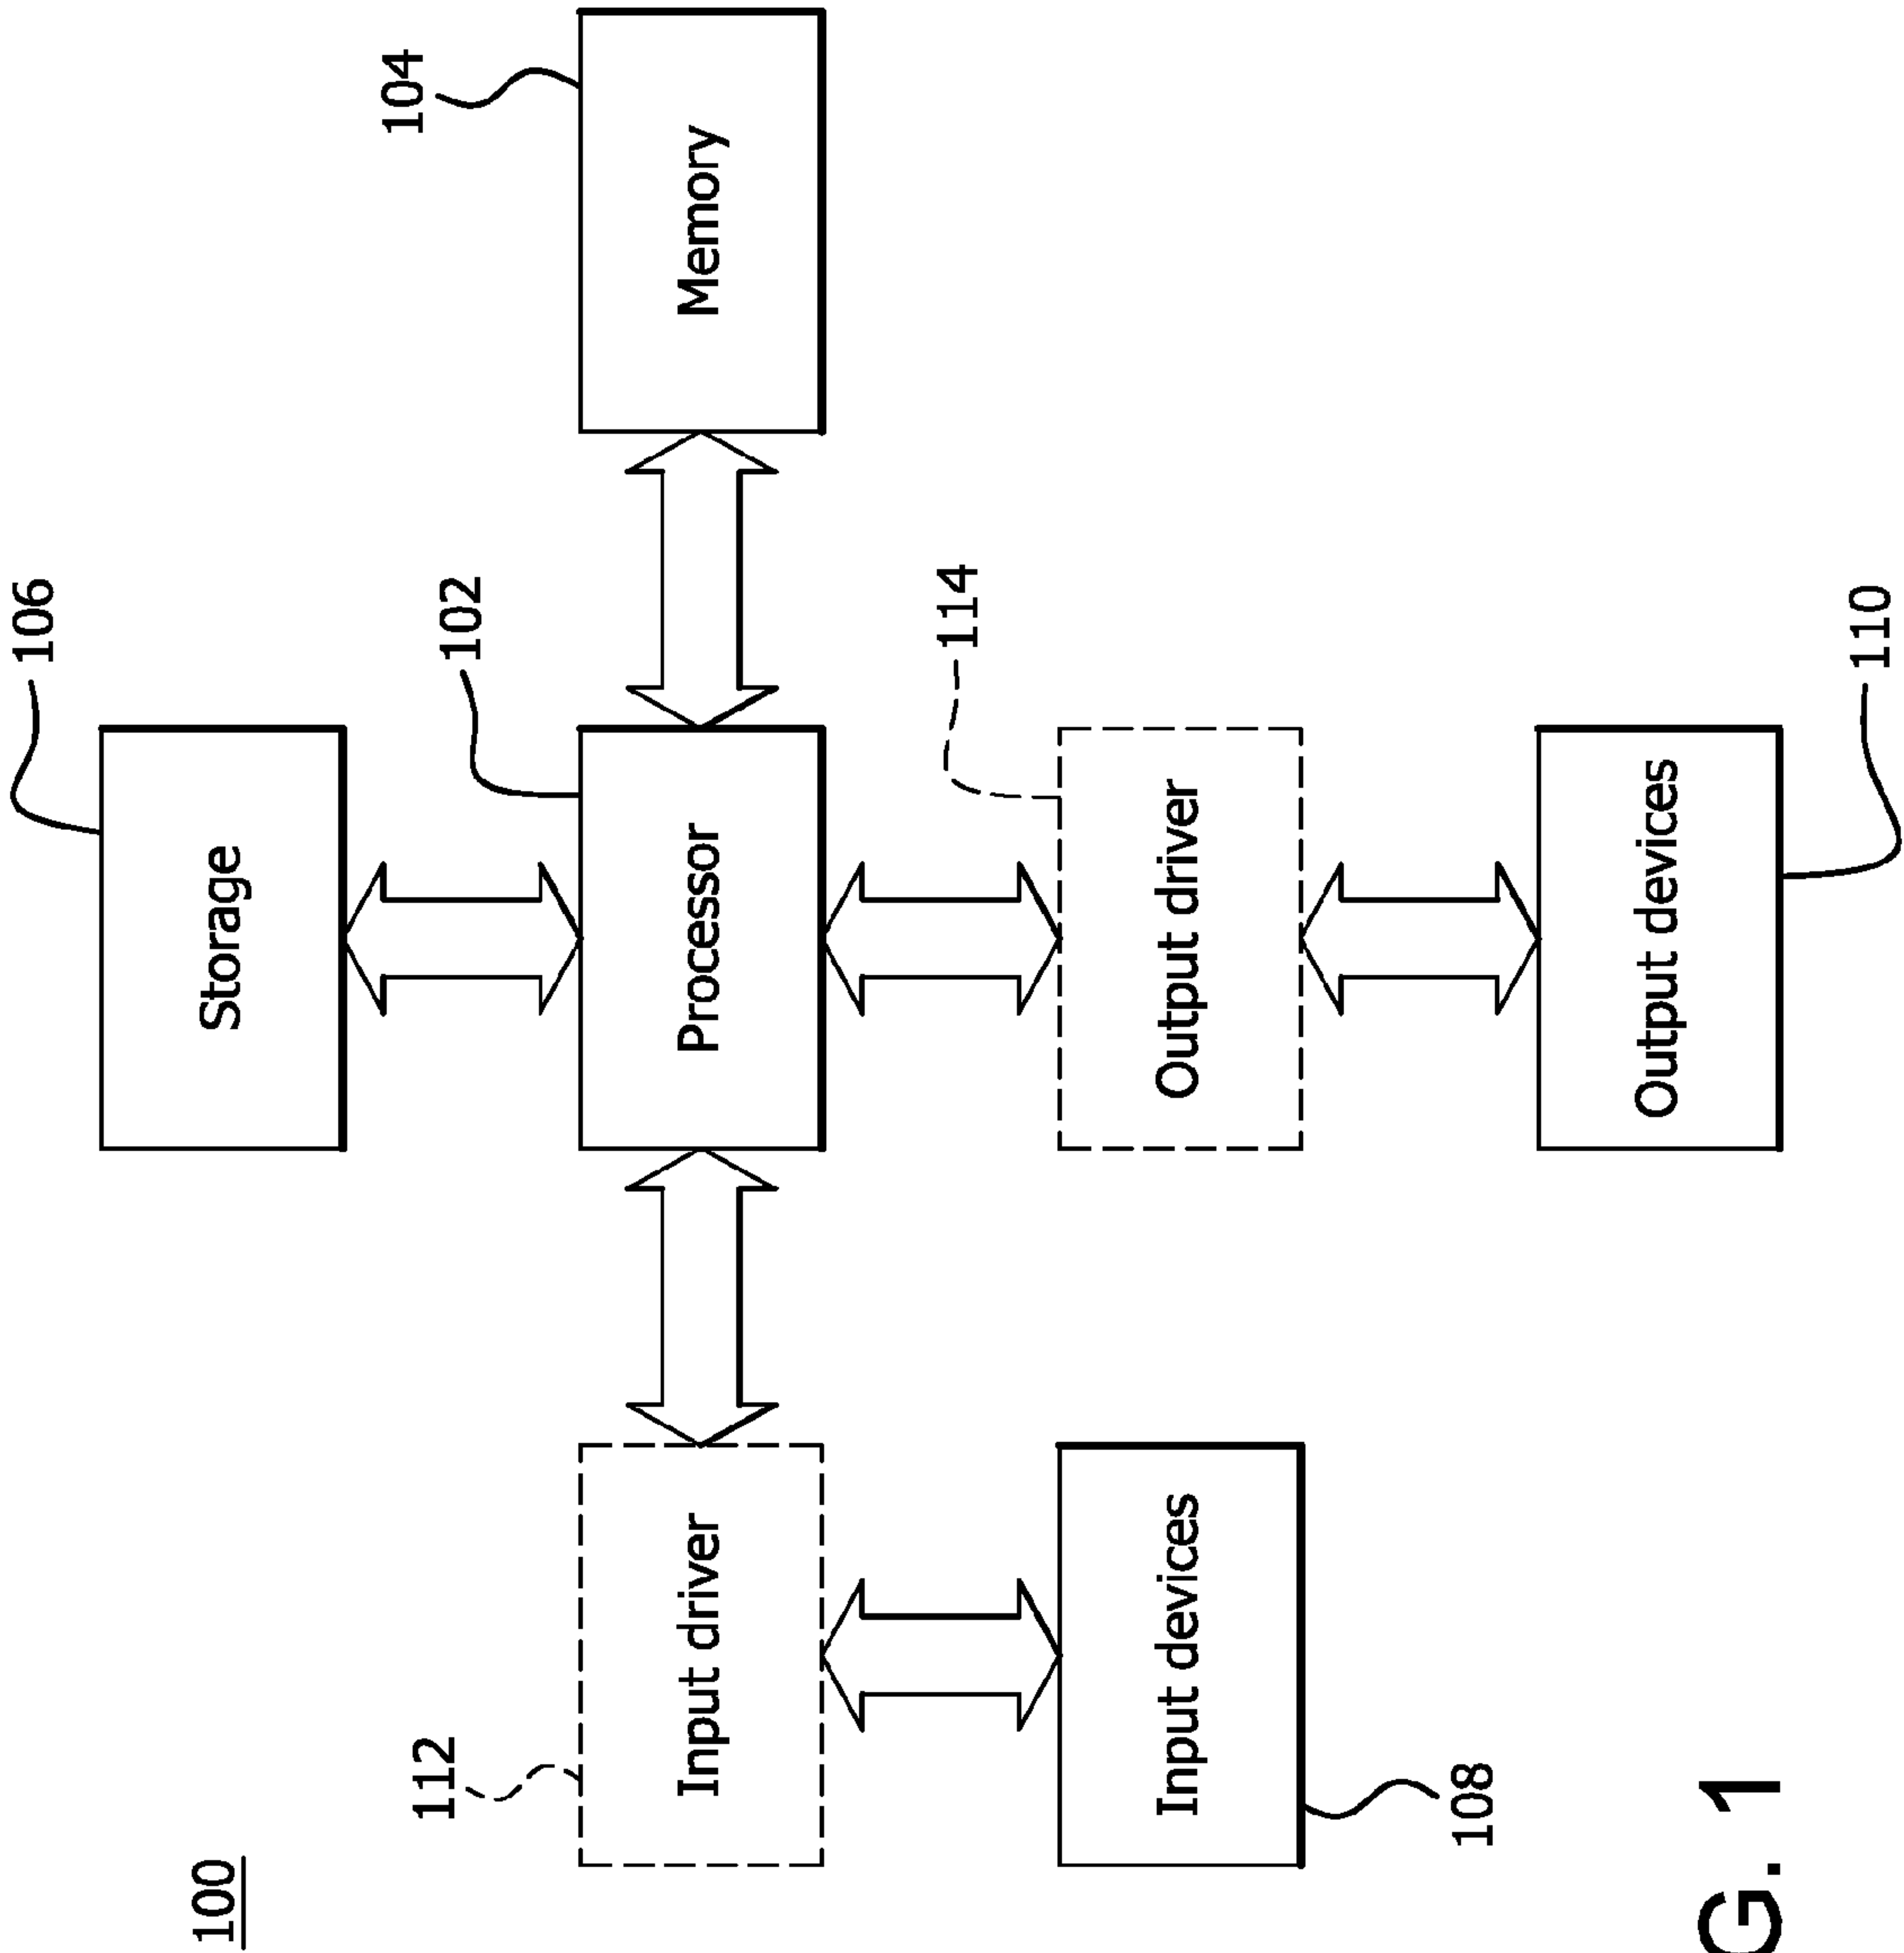 100
106
Storage
112
102
104
Input driver
Processor
Memory
114
Input devices
Output driver
108
Output devices
110
G. 1